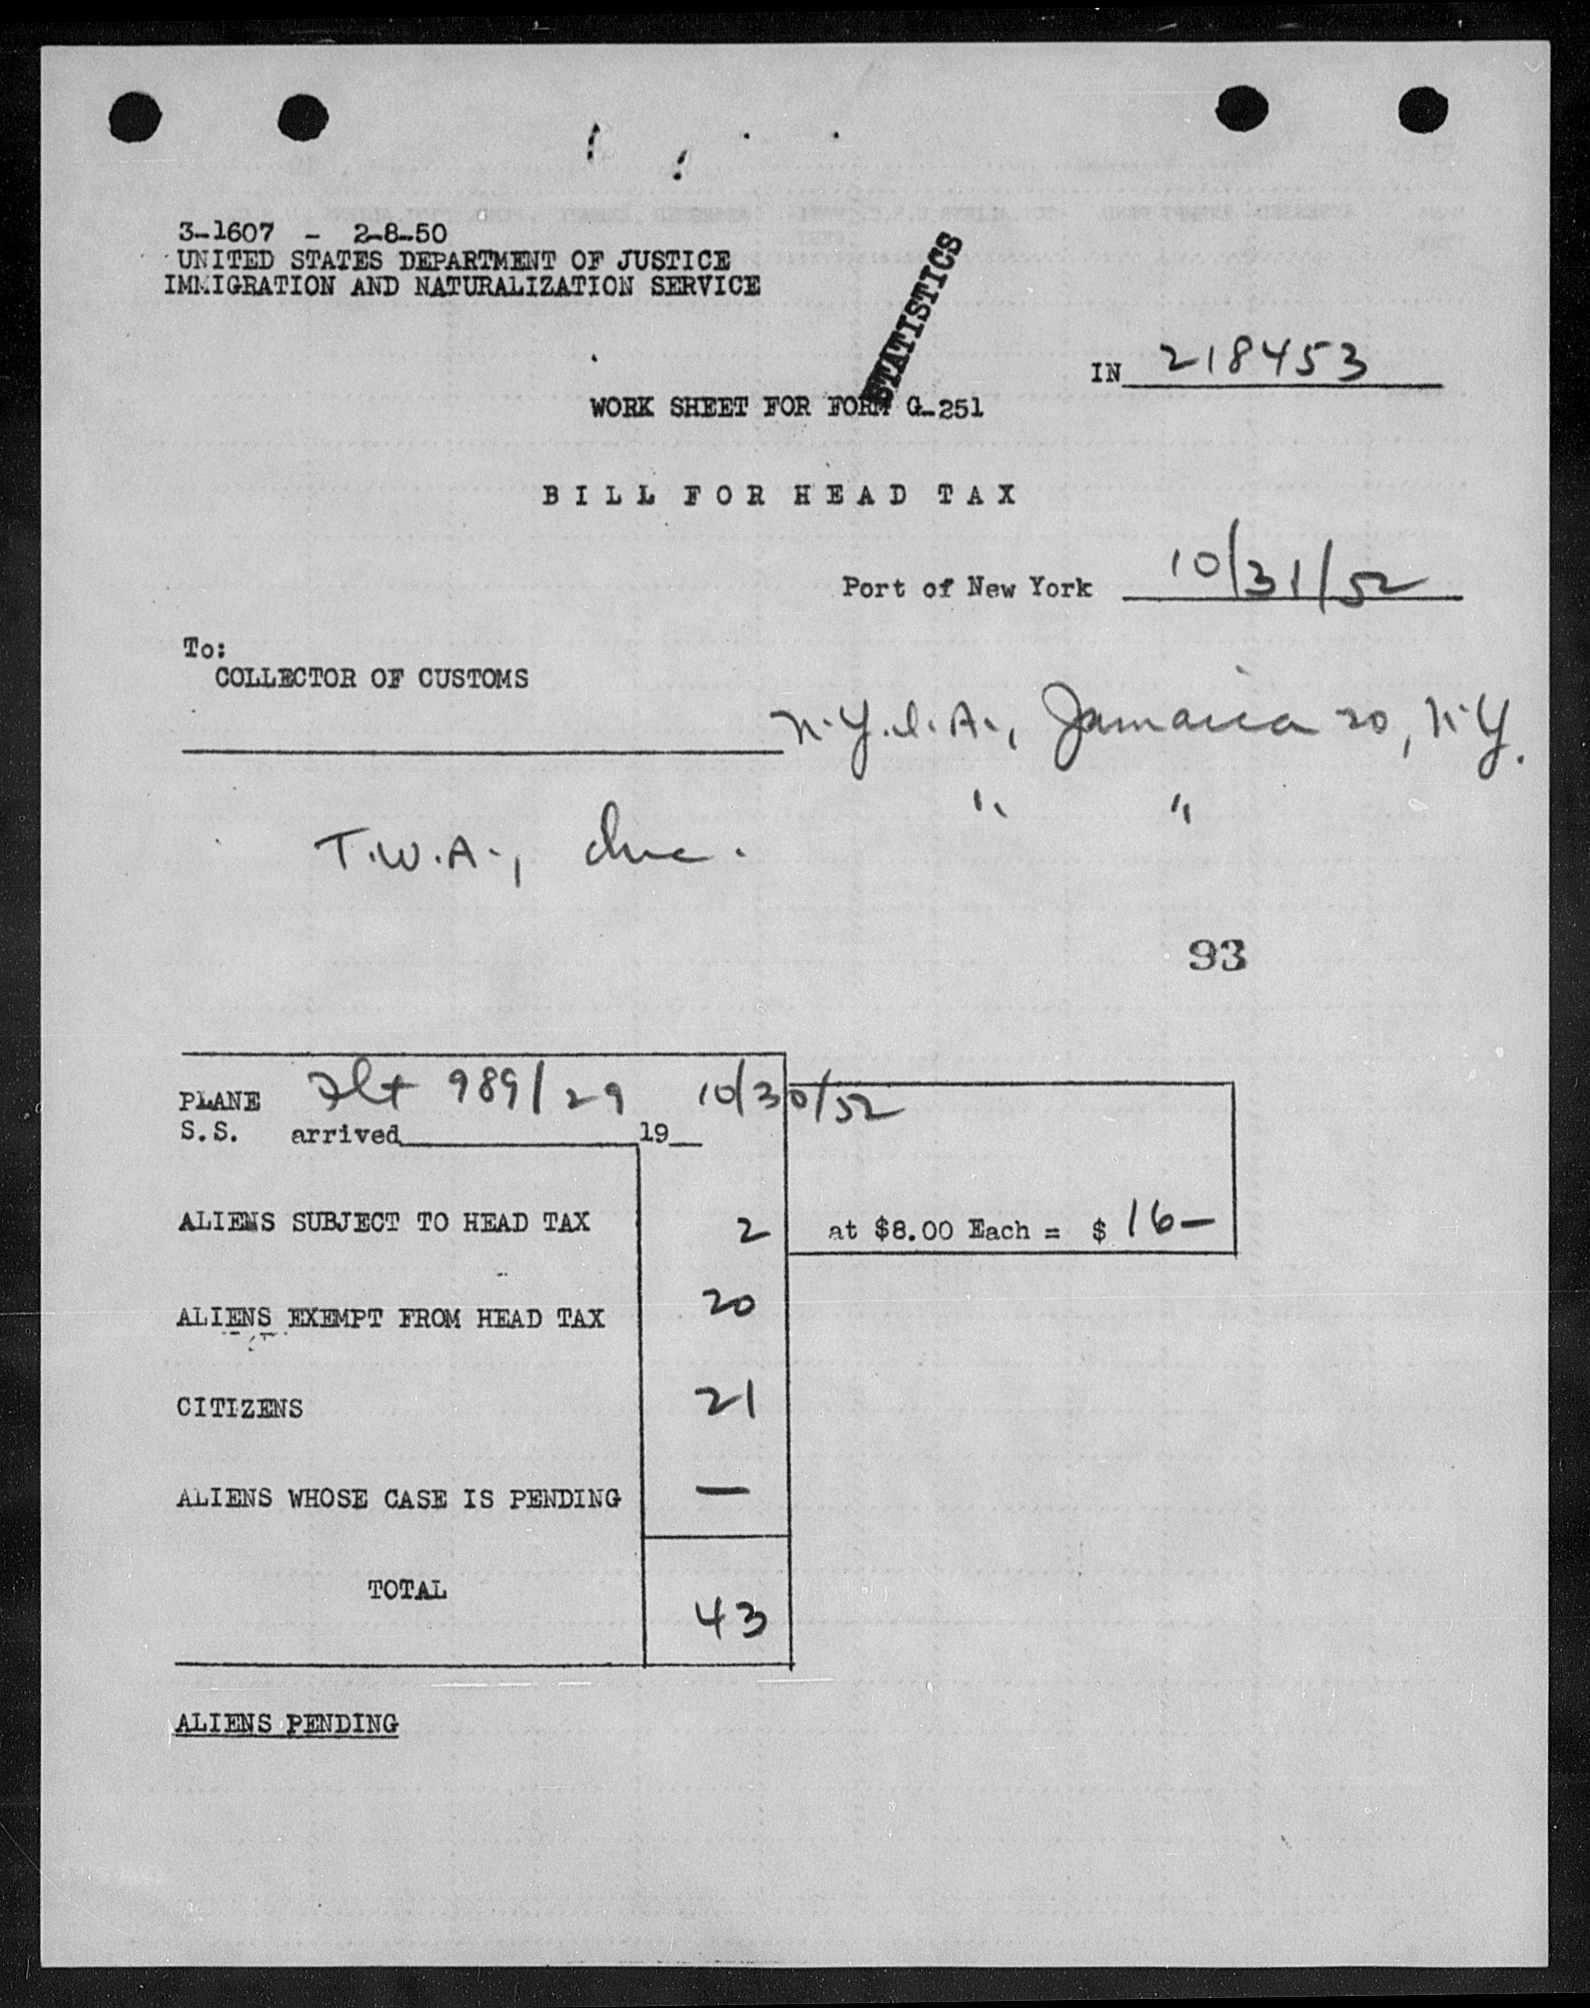 3-1607 - 2-8-50
UNITED STATES DEPARTMENT OF JUSTICE
IMMIGRATION AND NATURALIZATION SERVICE
STATISTICS
IN 218453
WORK SHEET FOR FORM G-251
BILL FOR HEAD TAX
Port of New York 10/31/52
To:
COLLECTOR OF CUSTOMS
N.Y.I.A., Jamaica 20, N.Y.
T.W.A., Inc. " "
93
PLANE Flt 989/29 10/30/52
S.S. arrived 19
ALIENS SUBJECT TO HEAD TAX 2 at $8.00 Each = $ 16-
ALIENS EXEMPT FROM HEAD TAX 20
CITIZENS 21
ALIENS WHOSE CASE IS PENDING —
TOTAL 43
ALIENS PENDING